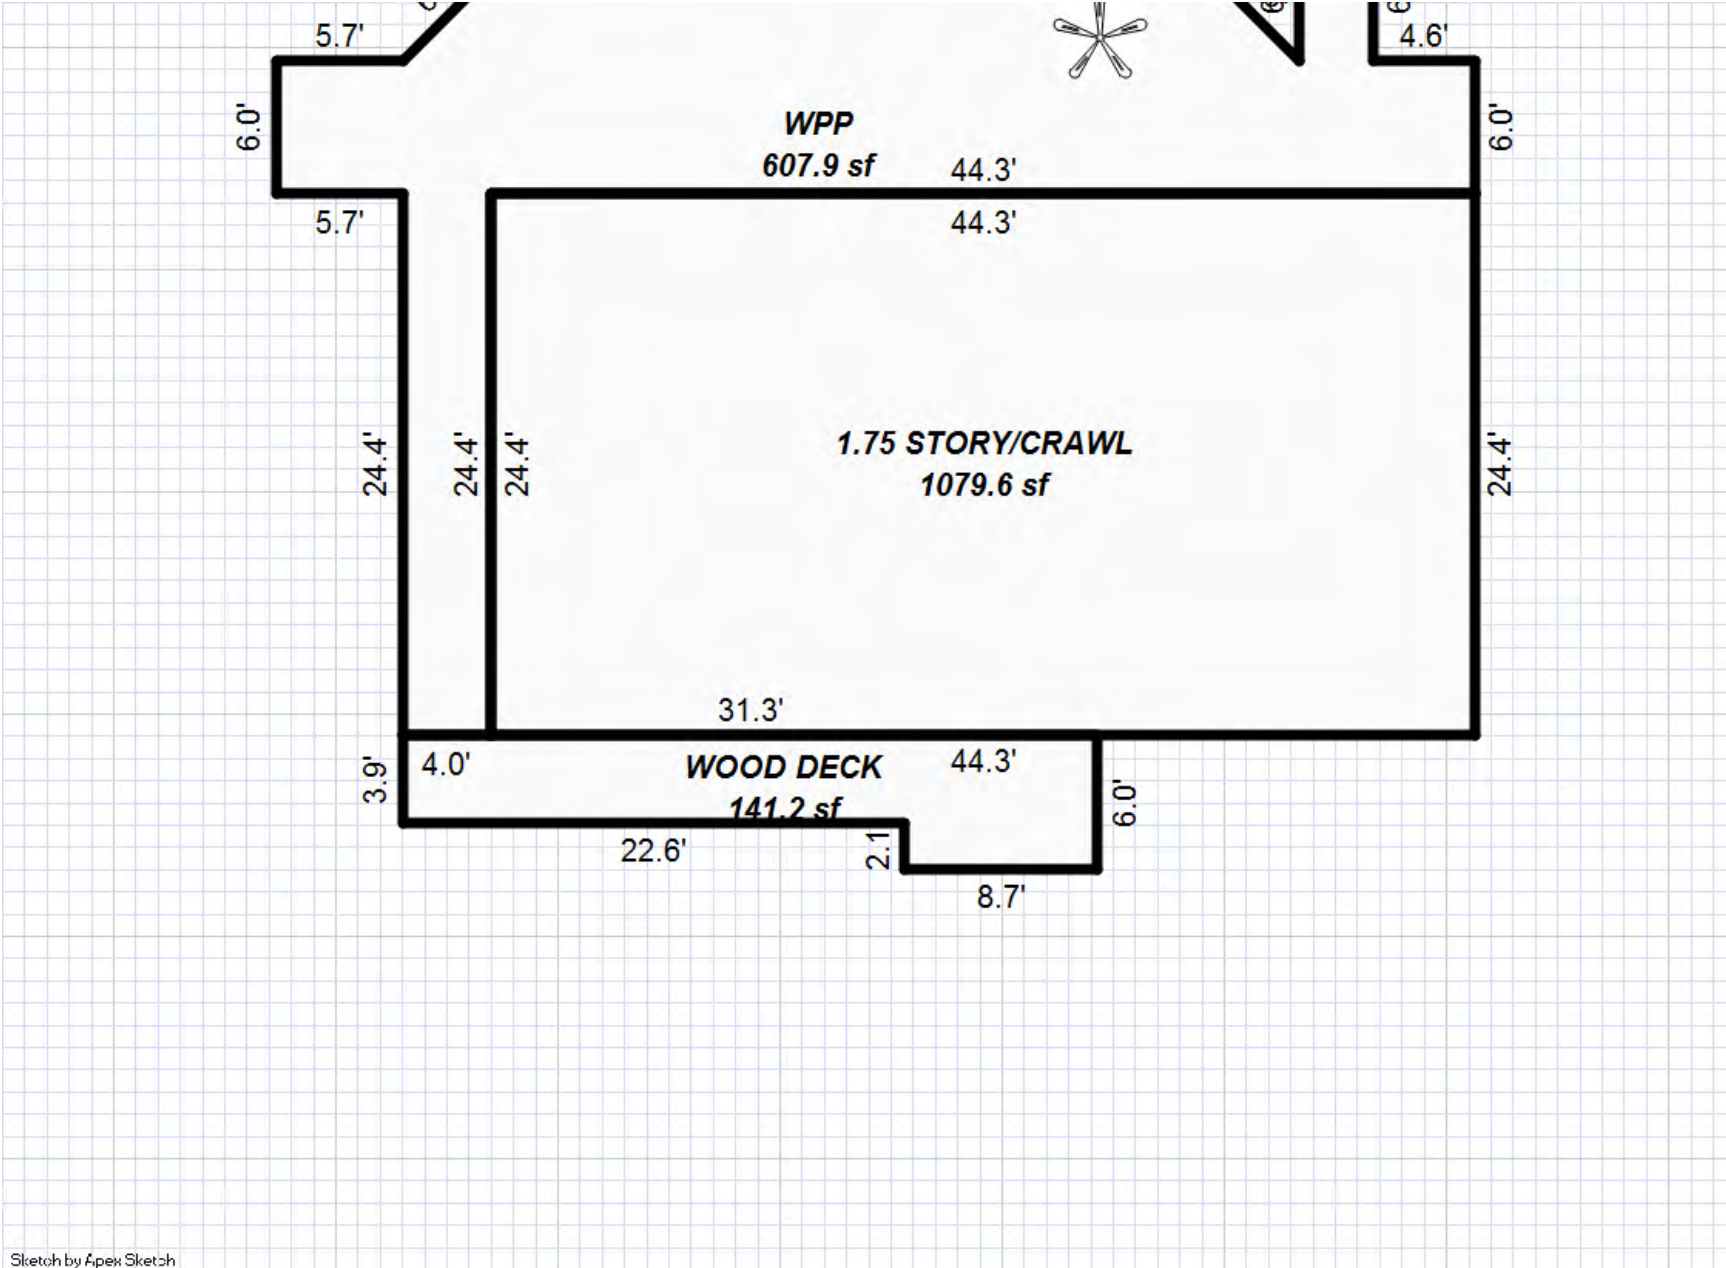 5.7'
4.6'
6.0'
WPP
607.9 sf
44.3'
6.0'
5.7'
44.3'
24.4'
24.4'
24.4'
1.75 STORY/CRAWL
1079.6 sf
24.4'
31.3'
3.9'
4.0'
WOOD DECK
141.2 sf
44.3'
6.0'
22.6'
2.1
8.7'
Sketch by Apex Sketch